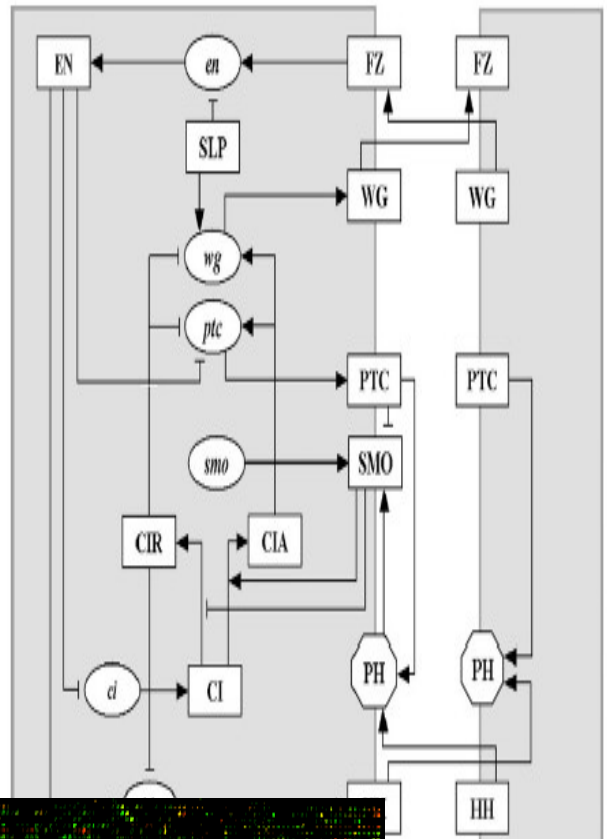 EN en FZ FZ
SLP
WG WG
wg
ptc
PTC PTC
smo SMO
CIR CIA
ci CI PH PH
HH